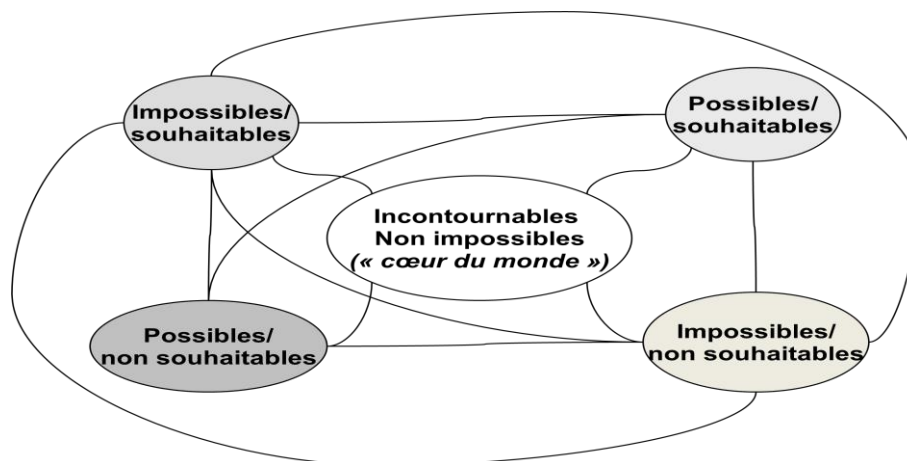 Impossibles/
souhaitables
Possibles/
souhaitables
Incontournables
Non impossibles
(« cœur du monde »)
Possibles/
non souhaitables
Impossibles/
non souhaitables